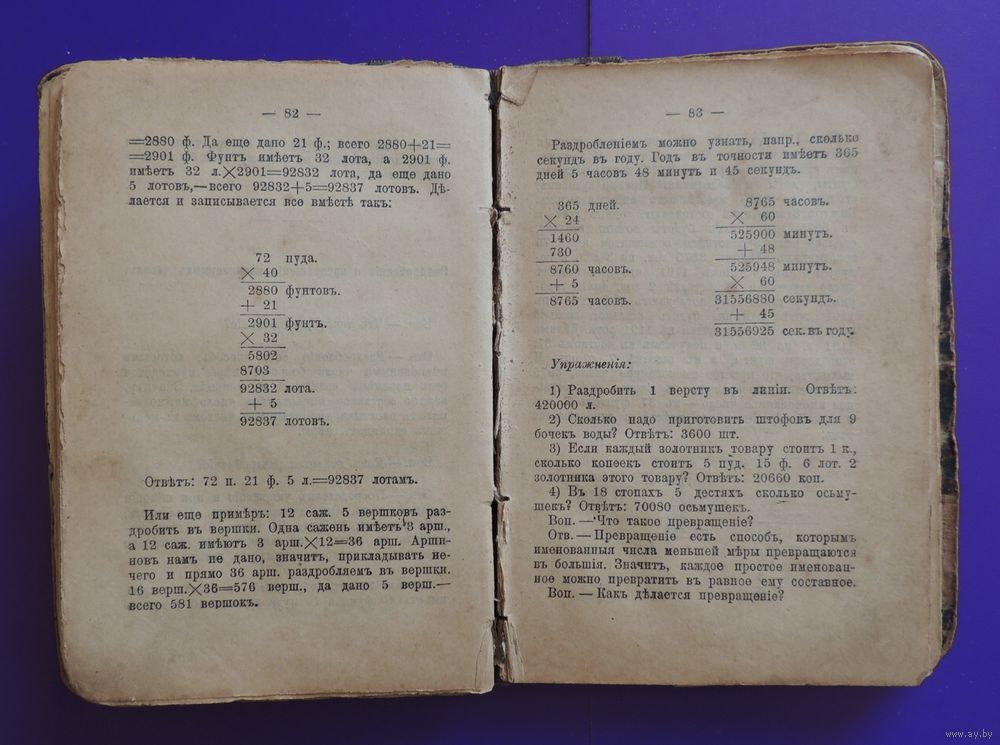 — 82 —
=2880 ф. Да еще дано 21 ф.; всего 2880+21=
=2901 ф. Фунтъ имѣетъ 32 лота, а 2901 ф.
имѣетъ 32 л.×2901=92832 лота, да еще дано
5 лотовъ,—всего 92832+5=92837 лотовъ. Дѣ-
лается и записывается все вмѣстѣ такъ:
72 пуда.
× 40
2880 фунтовъ.
+ 21
2901 фунтъ.
× 32
5802
8703
92832 лота.
+ 5
92837 лотовъ.
Отвѣтъ: 72 п. 21 ф. 5 л.=92837 лотамъ.
Или еще примѣръ: 12 саж. 5 вершковъ раз-
дробить въ вершки. Одна сажень имѣетъ 3 арш.,
а 12 саж. имѣютъ 3 арш.×12=36 арш. Арши-
новъ намъ не дано, значитъ, прикладывать не-
чего и прямо 36 арш. раздробляемъ въ вершки.
16 верш.×36=576 верш., да дано 5 верш.—
всего 581 вершокъ.
— 83 —
Раздробленіемъ можно узнать, напр., сколько
секундъ въ году. Годъ въ точности имѣетъ 365
дней 5 часовъ 48 минутъ и 45 секундъ.
365 дней.
× 24
1460
730
8760 часовъ.
+ 5
8765 часовъ.
8765 часовъ.
× 60
525900 минутъ.
+ 48
525948 минутъ.
× 60
31556880 секундъ.
+ 45
31556925 сек. въ году.
Упражненія:
1) Раздробить 1 версту въ линіи. Отвѣтъ:
420000 л.
2) Сколько надо приготовить штофовъ для 9
бочекъ воды? Отвѣтъ: 3600 шт.
3) Если каждый золотникъ товару стоитъ 1 к.,
сколько копеекъ стоитъ 5 пуд. 15 ф. 6 лот. 2
золотника этого товару? Отвѣтъ: 20660 коп.
4) Въ 18 стопахъ 5 дестяхъ сколько осьму-
шекъ? Отвѣтъ: 70080 осьмушекъ.
Воп. — Что такое превращеніе?
Отв. — Превращеніе есть способъ, которымъ
именованныя числа меньшей мѣры превращаются
въ большія. Значитъ, каждое простое именован-
ное можно превратить въ равное ему составное.
Воп. — Какъ дѣлается превращеніе?
www.ay.by